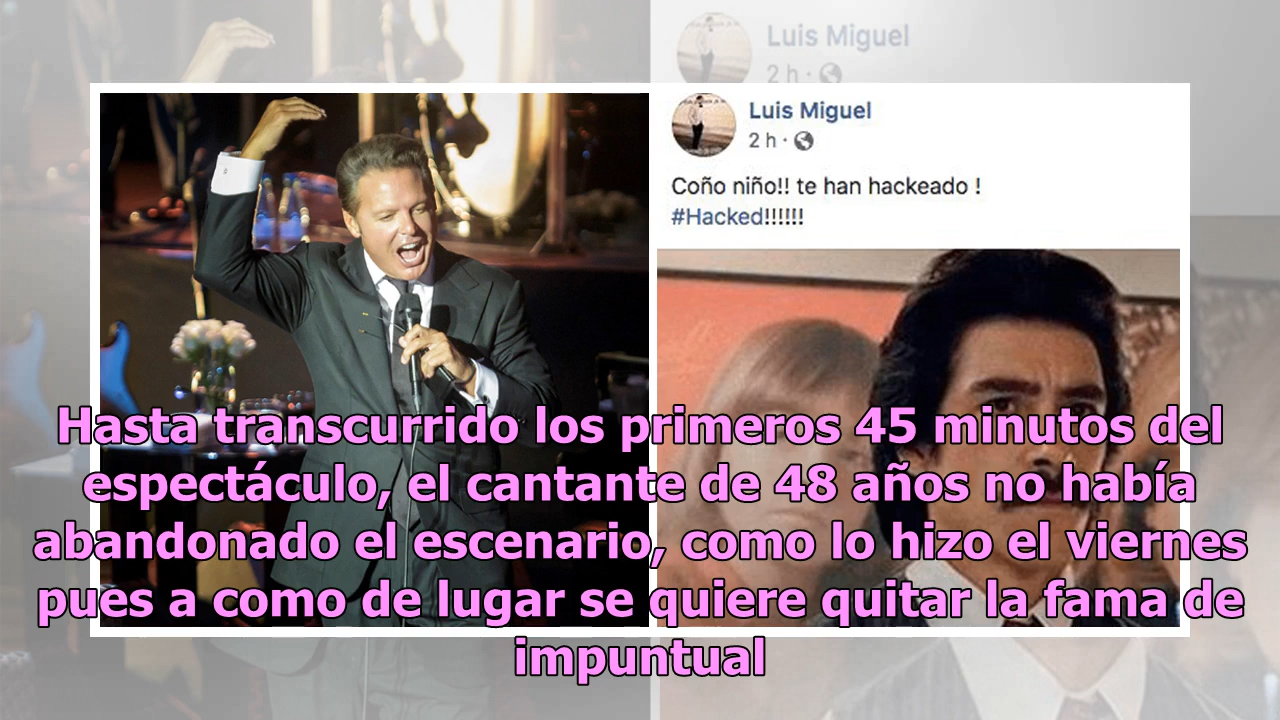 Luis Miguel
2 h
Luis Miguel
2 h
Coño niño!! te han hackeado !
#Hacked!!!!!!
Hasta transcurrido los primeros 45 minutos del
espectáculo, el cantante de 48 años no había
abandonado el escenario, como lo hizo el viernes
pues a como de lugar se quiere quitar la fama de
impuntual